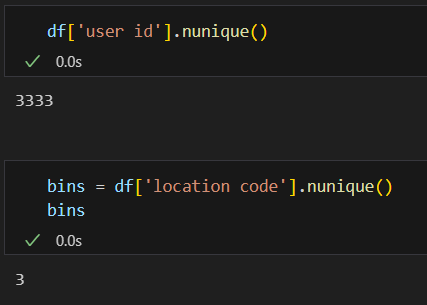 df['user id'].nunique()
0.0s
3333
bins = df['location code'].nunique()
bins
0.0s
3